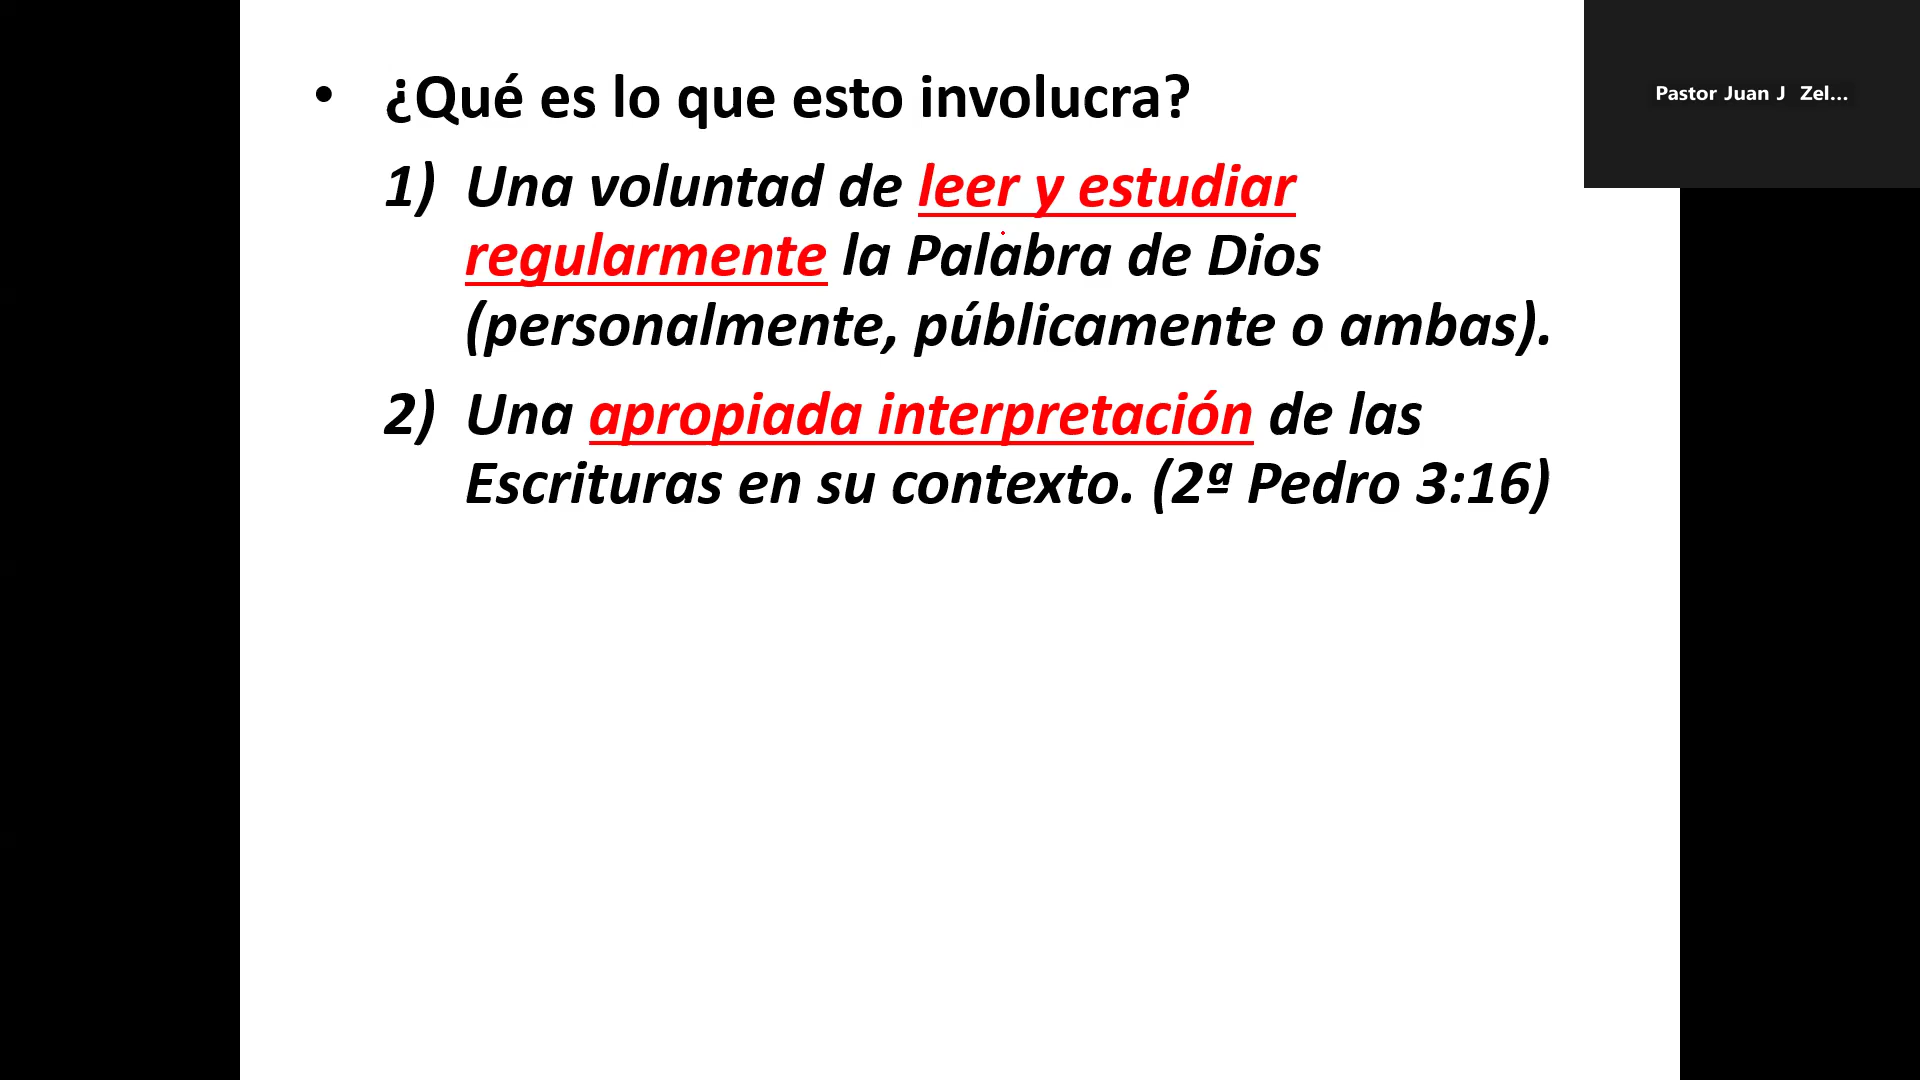 • ¿Qué es lo que esto involucra?
Pastor Juan J Zel...
1) Una voluntad de leer y estudiar
regularmente la Palabra de Dios
(personalmente, públicamente o ambas).
2) Una apropiada interpretación de las
Escrituras en su contexto. (2ª Pedro 3:16)